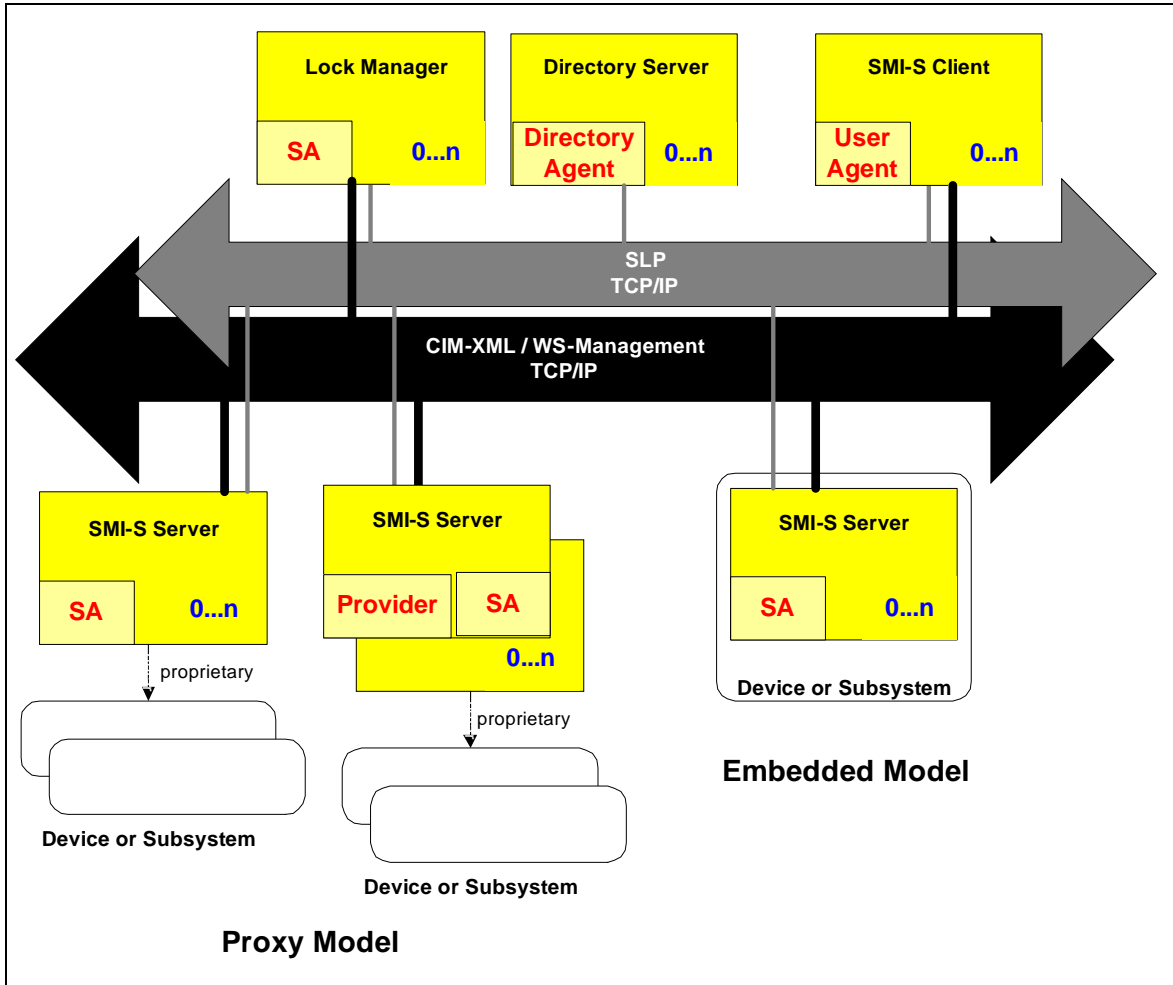 Lock Manager
SA
0...n
Directory Server
Directory
Agent
0...n
SMI-S Client
User
Agent
0...n
SLP
TCP/IP
CIM-XML / WS-Management
TCP/IP
SMI-S Server
SA
0...n
proprietary
Device or Subsystem
SMI-S Server
Provider
SA
0...n
proprietary
Device or Subsystem
Proxy Model
SMI-S Server
SA
0...n
Device or Subsystem
Embedded Model